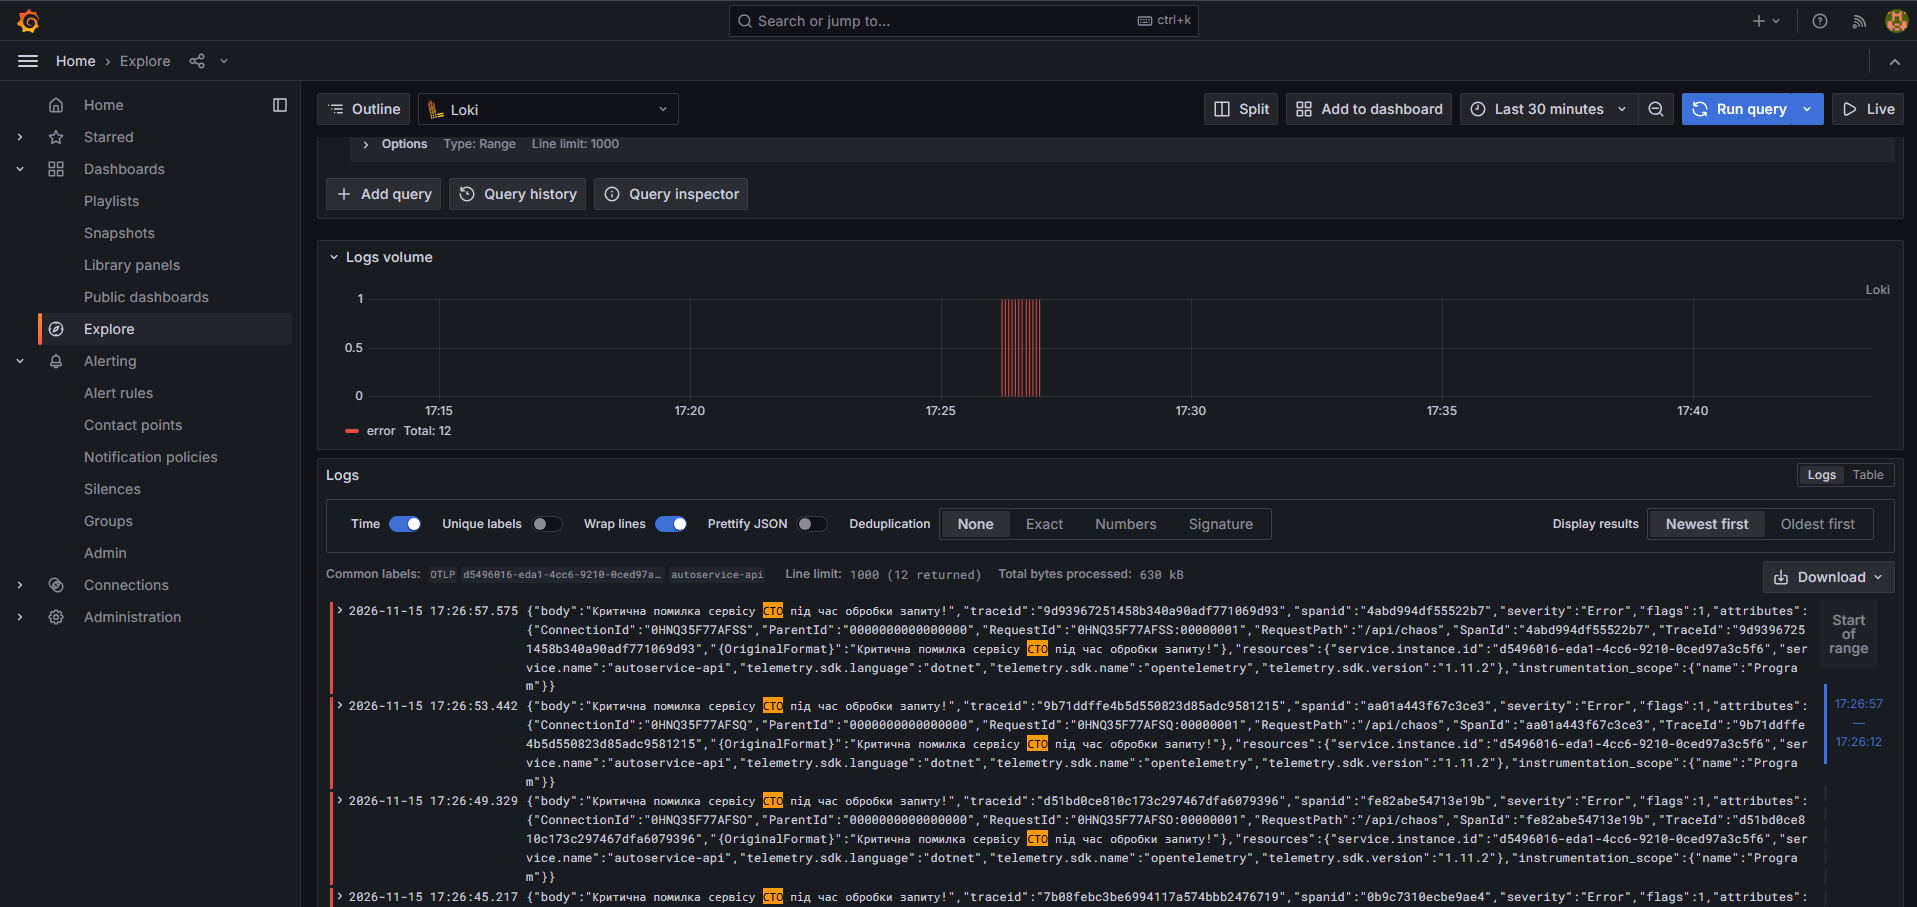 Search or jump to...
ctrl+k
Home › Explore
Home
Starred
Dashboards
Playlists
Snapshots
Library panels
Public dashboards
Explore
Alerting
Alert rules
Contact points
Notification policies
Silences
Groups
Admin
Connections
Administration
Outline
Loki
Split
Add to dashboard
Last 30 minutes
Run query
Live
Options Type: Range Line limit: 1000
+ Add query
Query history
Query inspector
Logs volume
Loki
1
0.5
0
17:15 17:20 17:25 17:30 17:35 17:40
error Total: 12
Logs
Logs Table
Time
Unique labels
Wrap lines
Prettify JSON
Deduplication
None Exact Numbers Signature
Display results
Newest first Oldest first
Common labels: OTLP d5496016-eda1-4cc6-9210-0ced97a… autoservice-api Line limit: 1000 (12 returned) Total bytes processed: 630 kB
Download
2026-11-15 17:26:57.575 {"body":"Критична помилка сервісу СТО під час обробки запиту!","traceid":"9d93967251458b340a90adf771069d93","spanid":"4abd994df55522b7","severity":"Error","flags":1,"attributes":
{"ConnectionId":"0HNQ35F77AFSS","ParentId":"0000000000000000","RequestId":"0HNQ35F77AFSS:00000001","RequestPath":"/api/chaos","SpanId":"4abd994df55522b7","TraceId":"9d9396725
1458b340a90adf771069d93","{OriginalFormat}":"Критична помилка сервісу СТО під час обробки запиту!"},"resources":{"service.instance.id":"d5496016-eda1-4cc6-9210-0ced97a3c5f6","ser
vice.name":"autoservice-api","telemetry.sdk.language":"dotnet","telemetry.sdk.name":"opentelemetry","telemetry.sdk.version":"1.11.2"},"instrumentation_scope":{"name":"Progra
m"}}
2026-11-15 17:26:53.442 {"body":"Критична помилка сервісу СТО під час обробки запиту!","traceid":"9b71ddffe4b5d550823d85adc9581215","spanid":"aa01a443f67c3ce3","severity":"Error","flags":1,"attributes":
{"ConnectionId":"0HNQ35F77AFSQ","ParentId":"0000000000000000","RequestId":"0HNQ35F77AFSQ:00000001","RequestPath":"/api/chaos","SpanId":"aa01a443f67c3ce3","TraceId":"9b71ddffe
4b5d550823d85adc9581215","{OriginalFormat}":"Критична помилка сервісу СТО під час обробки запиту!"},"resources":{"service.instance.id":"d5496016-eda1-4cc6-9210-0ced97a3c5f6","ser
vice.name":"autoservice-api","telemetry.sdk.language":"dotnet","telemetry.sdk.name":"opentelemetry","telemetry.sdk.version":"1.11.2"},"instrumentation_scope":{"name":"Progra
m"}}
2026-11-15 17:26:49.329 {"body":"Критична помилка сервісу СТО під час обробки запиту!","traceid":"d51bd0ce810c173c297467dfa6079396","spanid":"fe82abe54713e19b","severity":"Error","flags":1,"attributes":
{"ConnectionId":"0HNQ35F77AFSO","ParentId":"0000000000000000","RequestId":"0HNQ35F77AFSO:00000001","RequestPath":"/api/chaos","SpanId":"fe82abe54713e19b","TraceId":"d51bd0ce8
10c173c297467dfa6079396","{OriginalFormat}":"Критична помилка сервісу СТО під час обробки запиту!"},"resources":{"service.instance.id":"d5496016-eda1-4cc6-9210-0ced97a3c5f6","ser
vice.name":"autoservice-api","telemetry.sdk.language":"dotnet","telemetry.sdk.name":"opentelemetry","telemetry.sdk.version":"1.11.2"},"instrumentation_scope":{"name":"Progra
m"}}
2026-11-15 17:26:45.217 {"body":"Критична помилка сервісу СТО під час обробки запиту!","traceid":"7b08febc3be6994117a574bbb2476719","spanid":"0b9c7310ecbe9ae4","severity":"Error","flags":1,"attributes":
Start
of
range
17:26:57
—
17:26:12